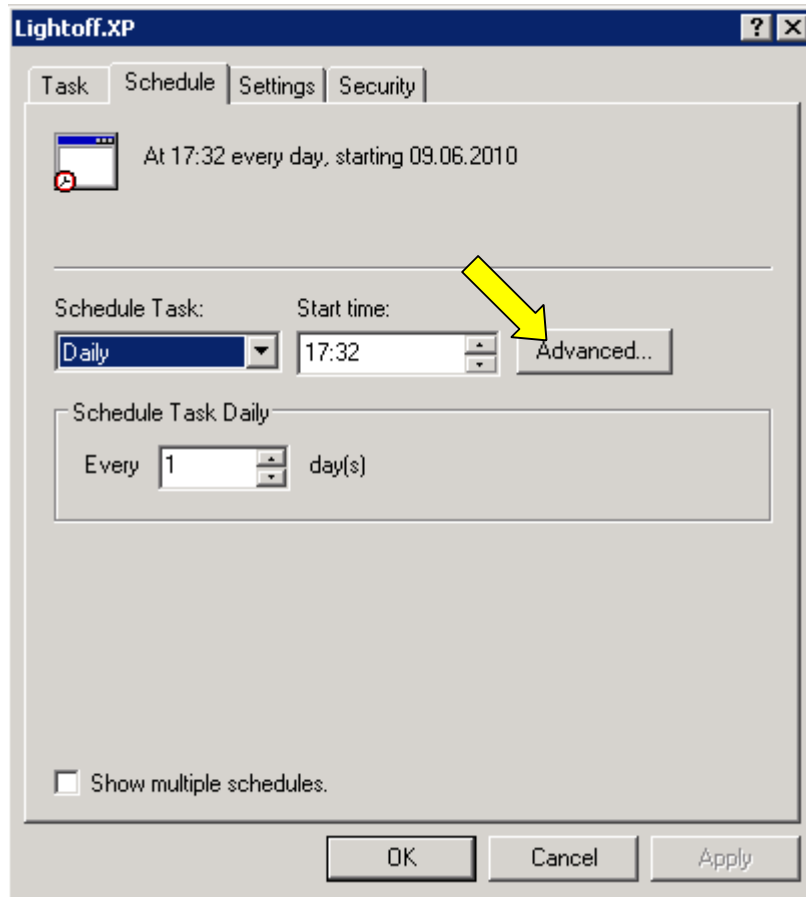 Lightoff.XP
Task Schedule Settings Security
At 17:32 every day, starting 09.06.2010
Schedule Task: Start time:
Daily 17:32 Advanced...
Schedule Task Daily
Every 1 day(s)
Show multiple schedules.
OK Cancel Apply